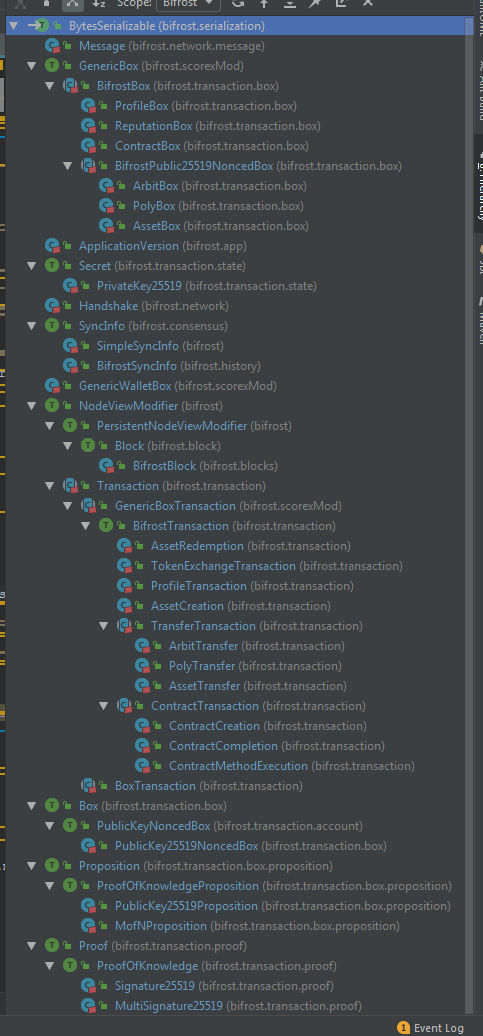 Scope: Bifrost
BytesSerializable (bifrost.serialization)
Message (bifrost.network.message)
GenericBox (bifrost.scorexMod)
BifrostBox (bifrost.transaction.box)
ProfileBox (bifrost.transaction.box)
ReputationBox (bifrost.transaction.box)
ContractBox (bifrost.transaction.box)
BifrostPublic25519NoncedBox (bifrost.transaction.box)
ArbitBox (bifrost.transaction.box)
PolyBox (bifrost.transaction.box)
AssetBox (bifrost.transaction.box)
ApplicationVersion (bifrost.app)
Secret (bifrost.transaction.state)
PrivateKey25519 (bifrost.transaction.state)
Handshake (bifrost.network)
SyncInfo (bifrost.consensus)
SimpleSyncInfo (bifrost)
BifrostSyncInfo (bifrost.history)
GenericWalletBox (bifrost.scorexMod)
NodeViewModifier (bifrost)
PersistentNodeViewModifier (bifrost)
Block (bifrost.block)
BifrostBlock (bifrost.blocks)
Transaction (bifrost.transaction)
GenericBoxTransaction (bifrost.scorexMod)
BifrostTransaction (bifrost.transaction)
AssetRedemption (bifrost.transaction)
TokenExchangeTransaction (bifrost.transaction)
ProfileTransaction (bifrost.transaction)
AssetCreation (bifrost.transaction)
TransferTransaction (bifrost.transaction)
ArbitTransfer (bifrost.transaction)
PolyTransfer (bifrost.transaction)
AssetTransfer (bifrost.transaction)
ContractTransaction (bifrost.transaction)
ContractCreation (bifrost.transaction)
ContractCompletion (bifrost.transaction)
ContractMethodExecution (bifrost.transaction)
BoxTransaction (bifrost.transaction)
Box (bifrost.transaction.box)
PublicKeyNoncedBox (bifrost.transaction.account)
PublicKey25519NoncedBox (bifrost.transaction.box)
Proposition (bifrost.transaction.box.proposition)
ProofOfKnowledgeProposition (bifrost.transaction.box.proposition)
PublicKey25519Proposition (bifrost.transaction.box.proposition)
MofNProposition (bifrost.transaction.box.proposition)
Proof (bifrost.transaction.proof)
ProofOfKnowledge (bifrost.transaction.proof)
Signature25519 (bifrost.transaction.proof)
MultiSignature25519 (bifrost.transaction.proof)
1 Event Log